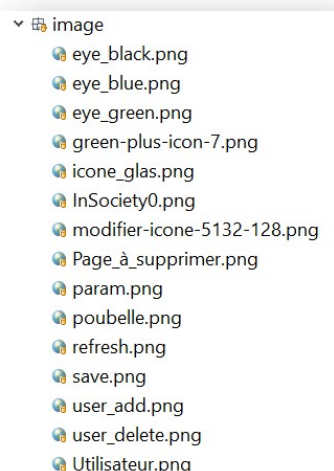 image
eye_black.png
eye_blue.png
eye_green.png
green-plus-icon-7.png
icone_glas.png
InSociety0.png
modifier-icone-5132-128.png
Page_à_supprimer.png
param.png
poubelle.png
refresh.png
save.png
user_add.png
user_delete.png
Utilisateur.png